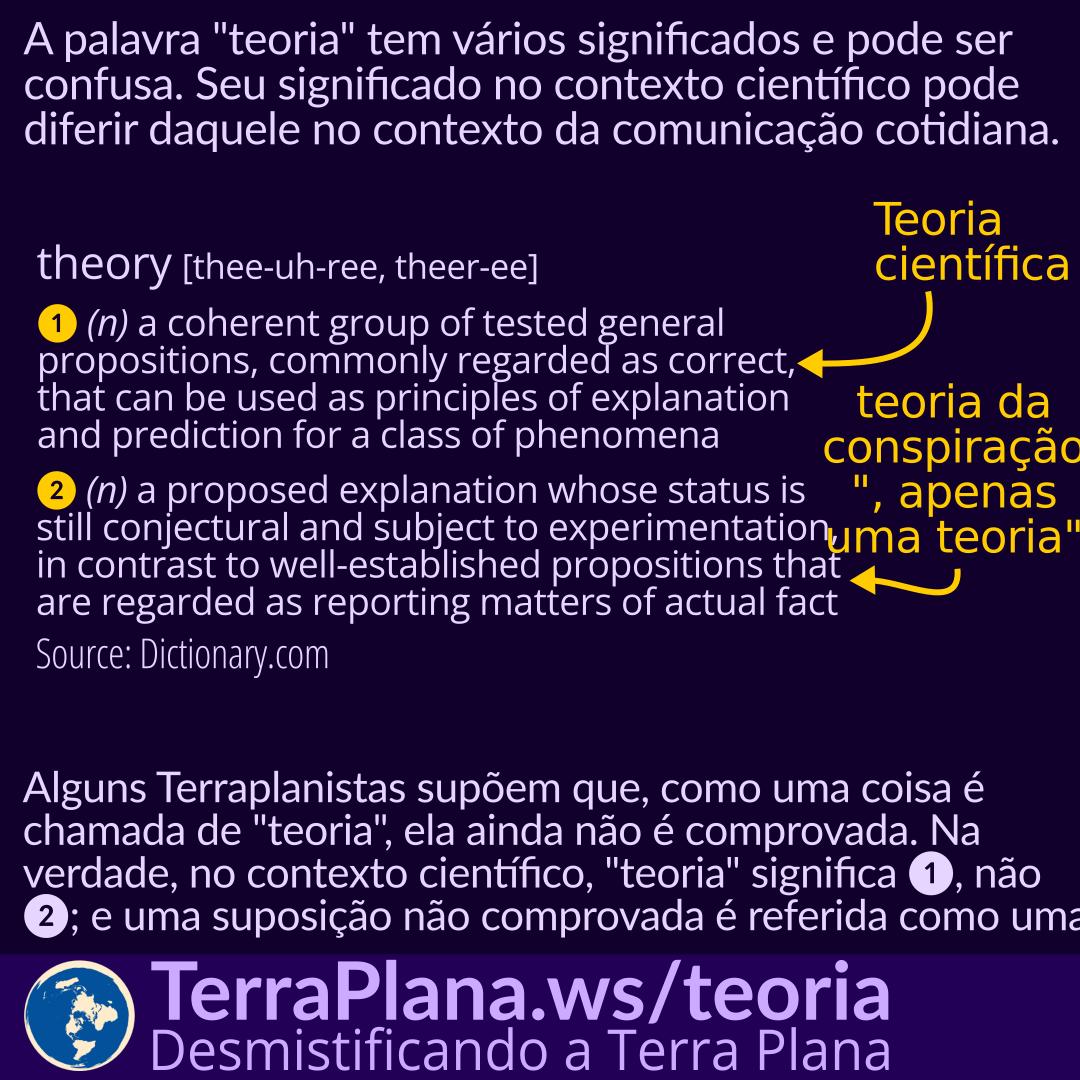 A palavra "teoria" tem vários significados e pode ser
confusa. Seu significado no contexto científico pode
diferir daquele no contexto da comunicação cotidiana.
Teoria
científica
theory [thee-uh-ree, theer-ee]
1 (n) a coherent group of tested general
propositions, commonly regarded as correct,
that can be used as principles of explanation
and prediction for a class of phenomena
teoria da
conspiração
", apenas
uma teoria"
2 (n) a proposed explanation whose status is
still conjectural and subject to experimentation,
in contrast to well-established propositions that
are regarded as reporting matters of actual fact
Source: Dictionary.com
Alguns Terraplanistas supõem que, como uma coisa é
chamada de "teoria", ela ainda não é comprovada. Na
verdade, no contexto científico, "teoria" significa 1, não
2; e uma suposição não comprovada é referida como uma
TerraPlana.ws/teoria
Desmistificando a Terra Plana